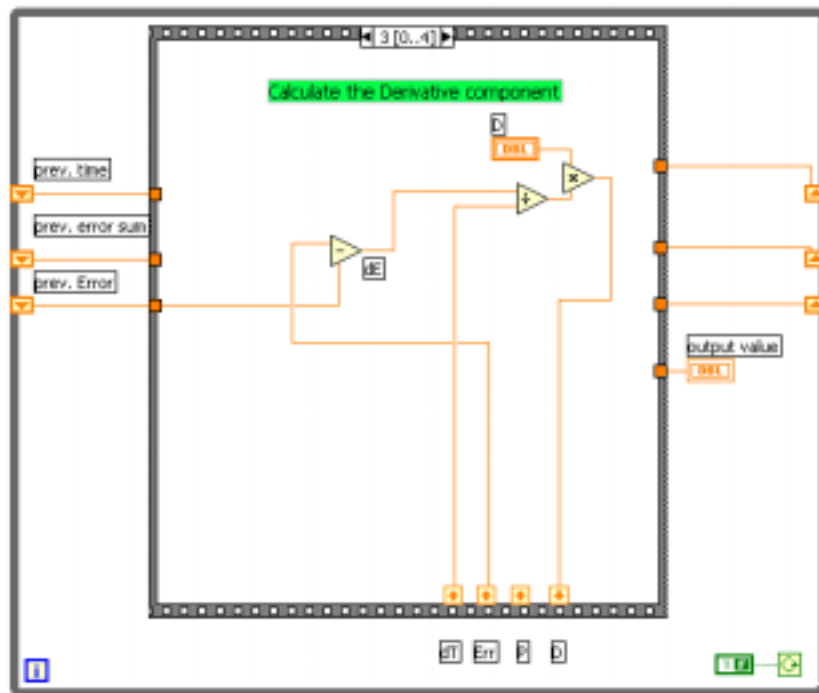 3 [0..4]
Calculate the Derivative component
D
DBL
prev. time
prev. error sum
prev. Error
dE
output value
DBL
dT Err P D
i